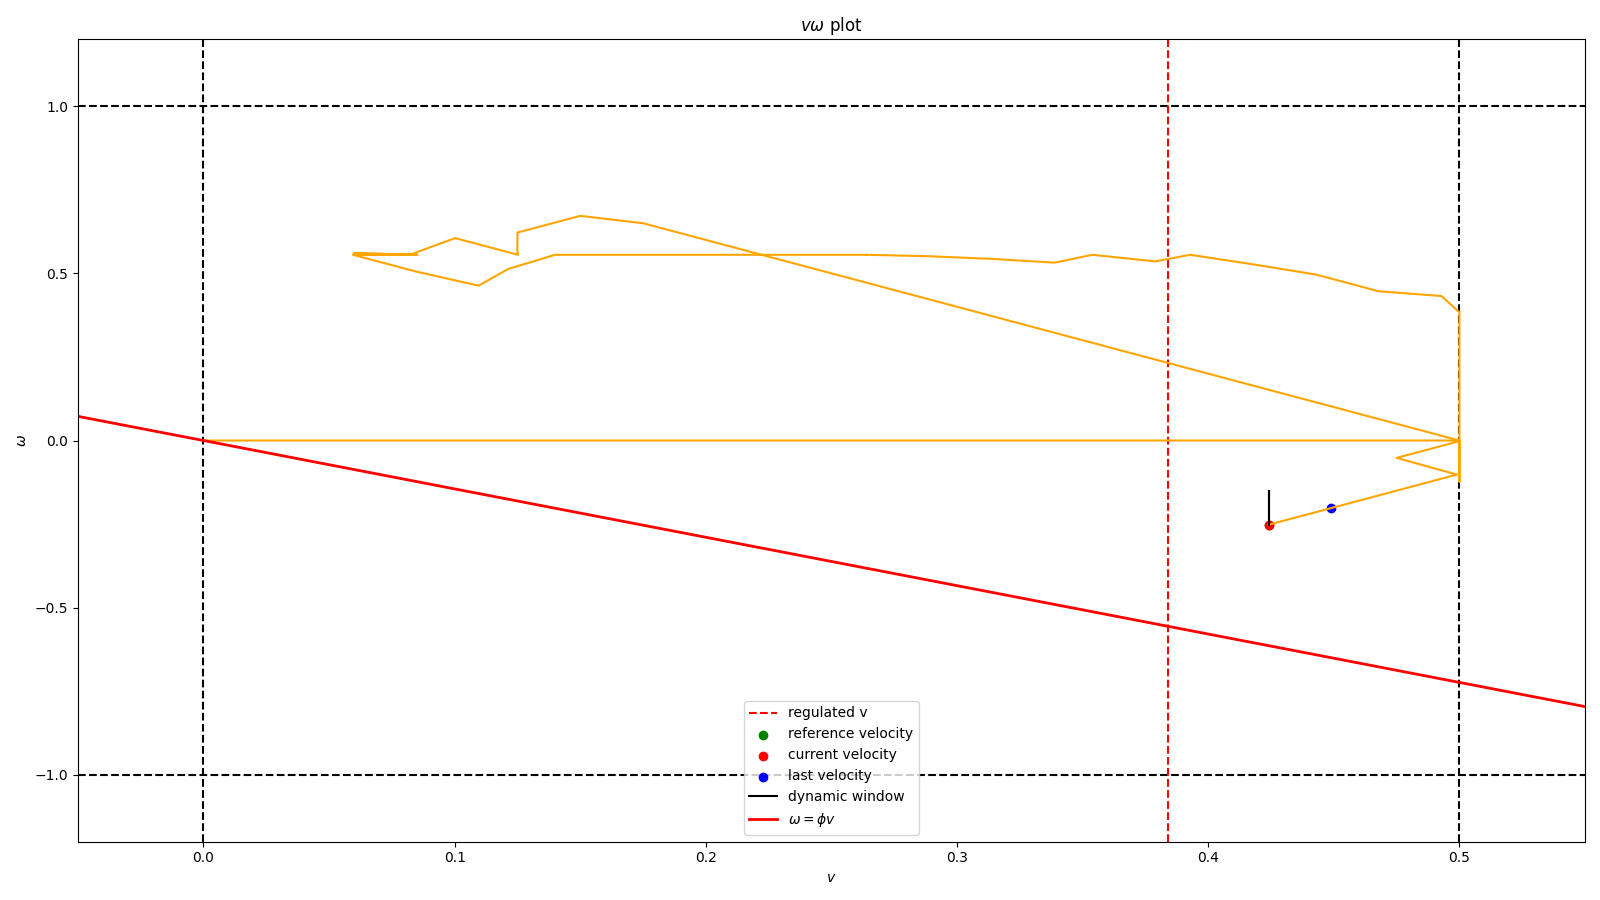 vω plot
1.0
0.5
0.0
−0.5
−1.0
ω
regulated v
reference velocity
current velocity
last velocity
dynamic window
ω = ϕv
0.0 0.1 0.2 0.3 0.4 0.5
v